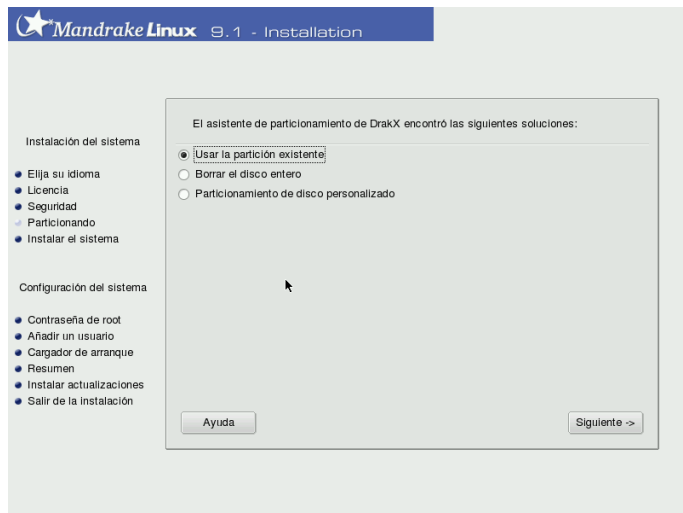 Mandrake Linux 9.1 - Installation
El asistente de particionamiento de DrakX encontró las siguientes soluciones:
Usar la partición existente
Borrar el disco entero
Particionamiento de disco personalizado
Instalación del sistema
Elija su idioma
Licencia
Seguridad
Particionando
Instalar el sistema
Configuración del sistema
Contraseña de root
Añadir un usuario
Cargador de arranque
Resumen
Instalar actualizaciones
Salir de la instalación
Ayuda
Siguiente ->